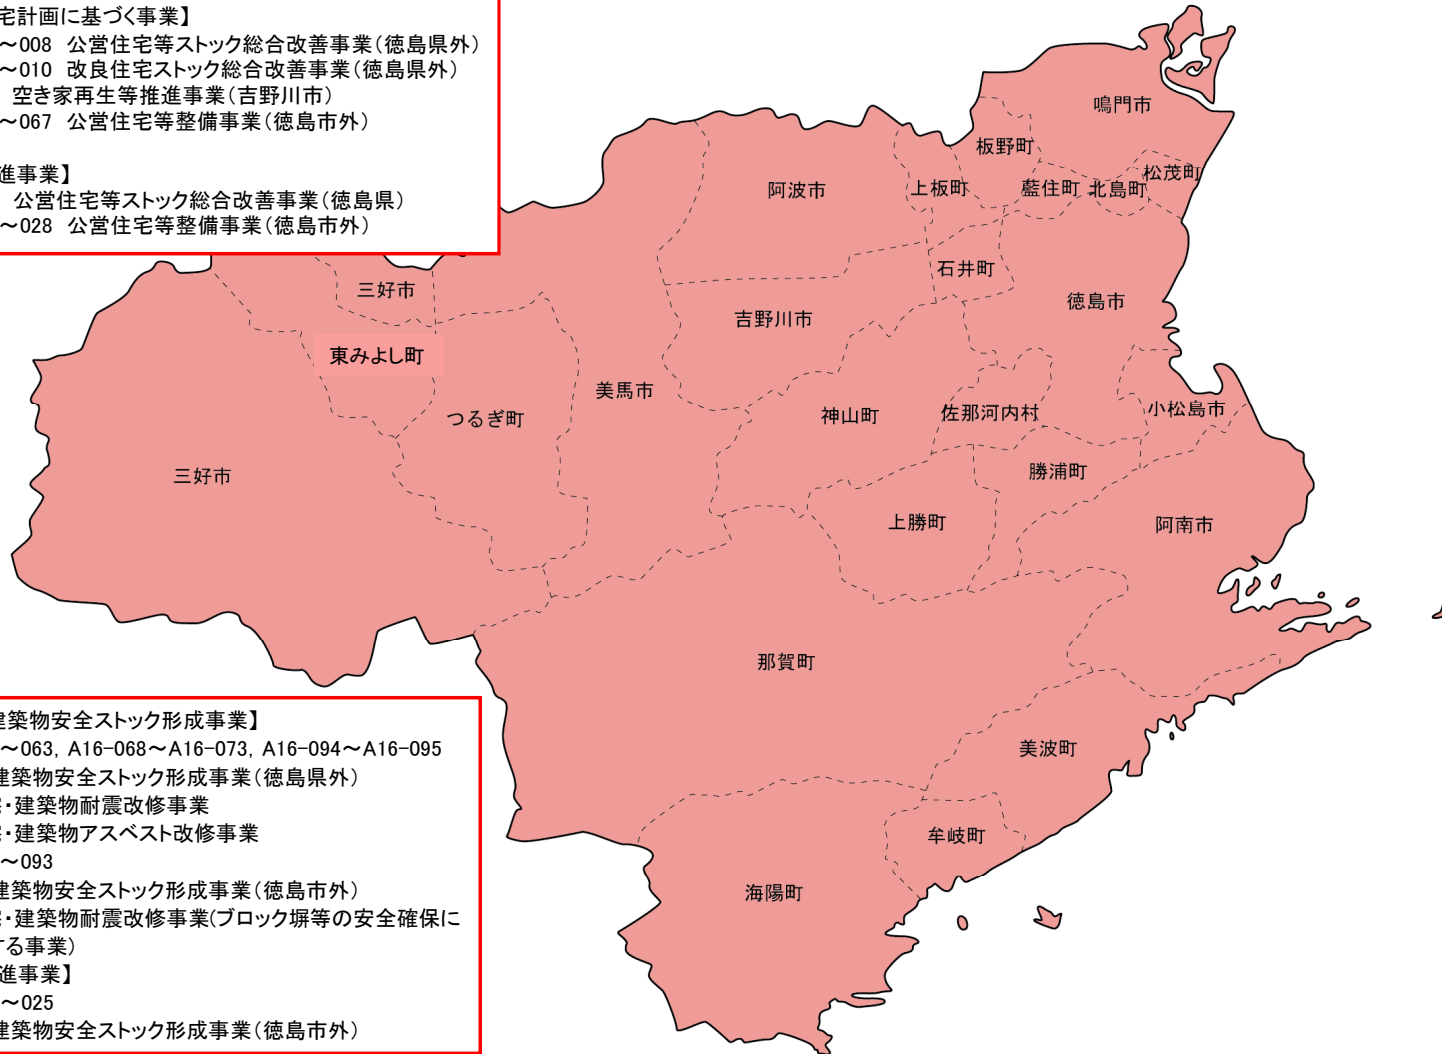 宅計画に基づく事業】
～008 公営住宅等ストック総合改善事業(徳島県外)
～010 改良住宅ストック総合改善事業(徳島県外)
空き家再生等推進事業(吉野川市)
～067 公営住宅等整備事業(徳島市外)
進事業】
公営住宅等ストック総合改善事業(徳島県)
～028 公営住宅等整備事業(徳島市外)
鳴門市
板野町
松茂町
阿波市
上板町
藍住町
北島町
石井町
三好市
徳島市
吉野川市
東みよし町
美馬市
つるぎ町
神山町
佐那河内村
小松島市
三好市
勝浦町
上勝町
阿南市
那賀町
美波町
牟岐町
海陽町
建築物安全ストック形成事業】
～063, A16-068～A16-073, A16-094～A16-095
建築物安全ストック形成事業(徳島県外)
・建築物耐震改修事業
・建築物アスベスト改修事業
～093
建築物安全ストック形成事業(徳島市外)
・建築物耐震改修事業(ブロック塀等の安全確保に
する事業)
進事業】
～025
建築物安全ストック形成事業(徳島市外)